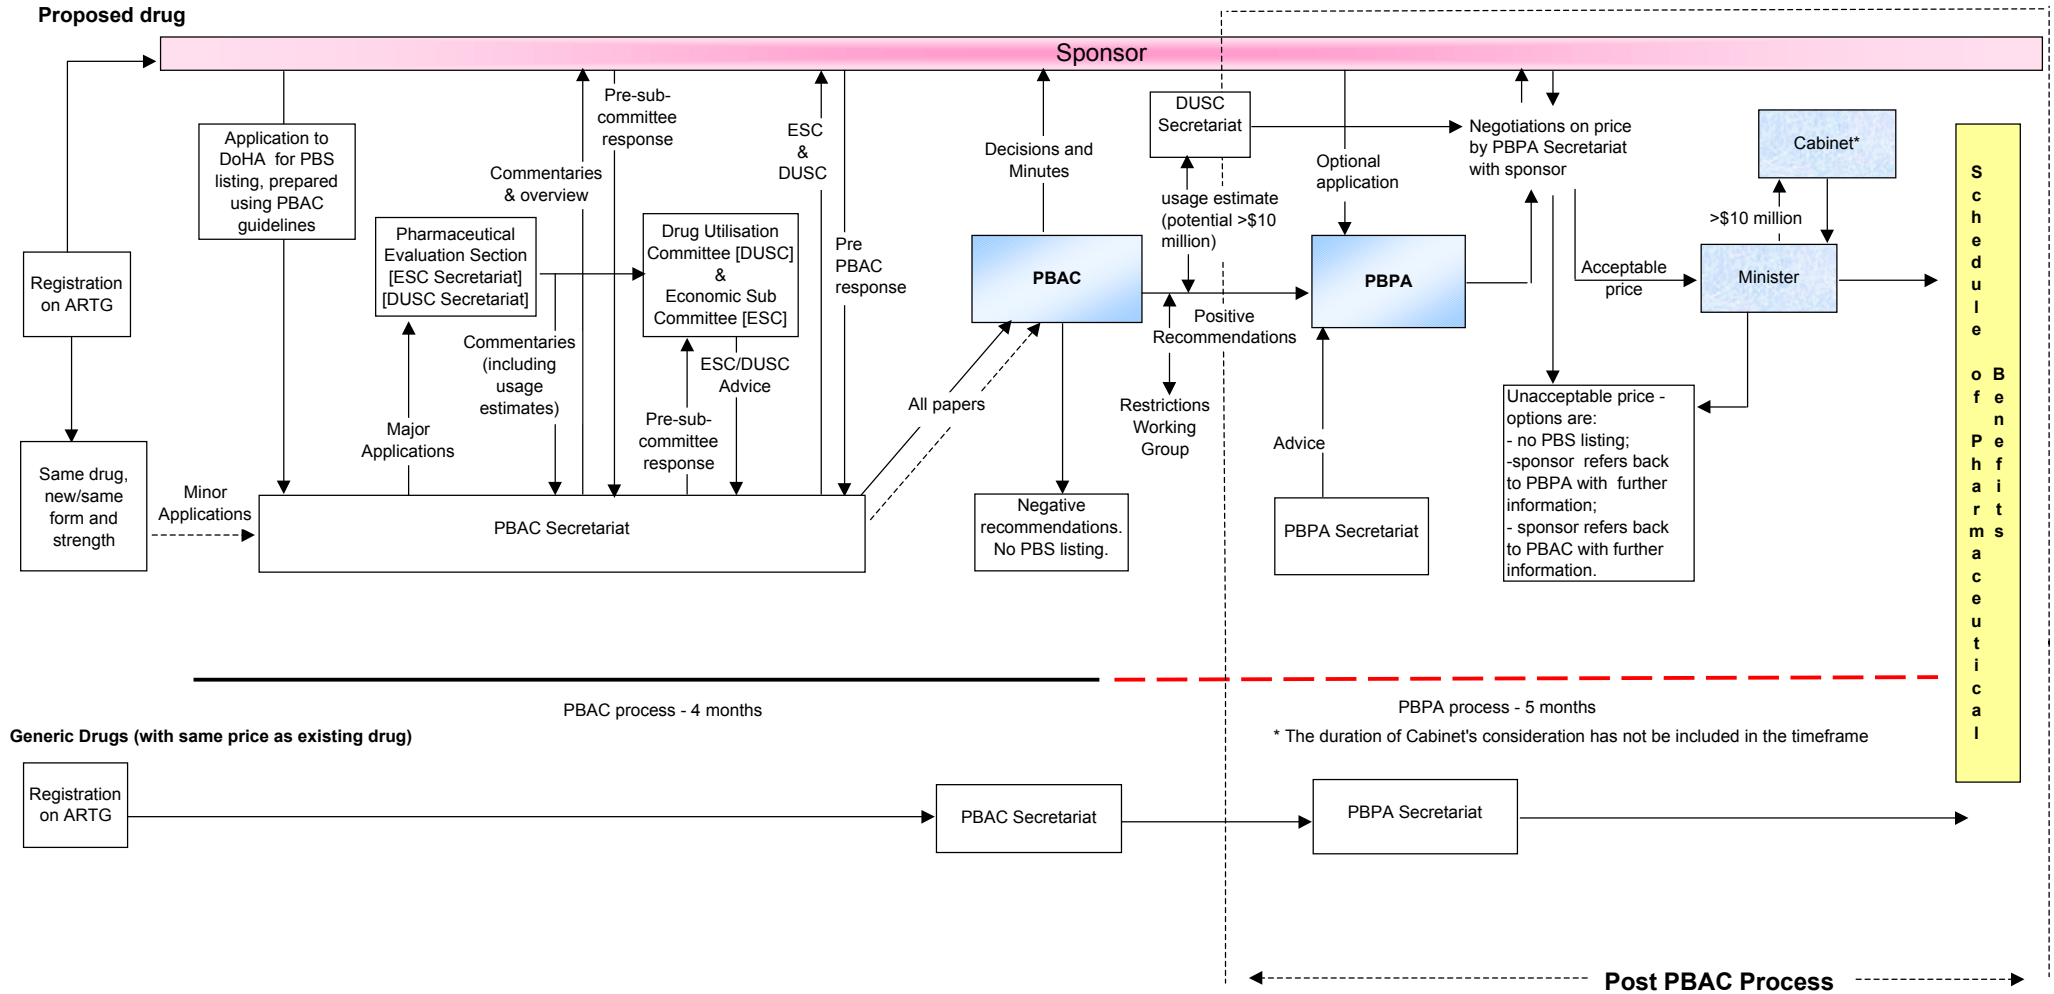 Proposed drug
Sponsor
Application to
DoHA  for PBS
listing, prepared
using PBAC
guidelines
Registration
on ARTG
Same drug,
new/same
form and
strength
Minor
Applications
Pharmaceutical
Evaluation Section
[ESC Secretariat]
[DUSC Secretariat]
Major
Applications
Commentaries
& overview
Commentaries
(including
usage
estimates)
Pre-sub-
committee
response
Drug Utilisation
Committee [DUSC]
&
Economic Sub
Committee [ESC]
Pre-sub-
committee
response
ESC/DUSC
Advice
ESC
&
DUSC
Pre
PBAC
response
PBAC Secretariat
All papers
Decisions and
Minutes
PBAC
Negative
recommendations.
No PBS listing.
DUSC
Secretariat
usage estimate
(potential >$10
million)
Positive
Recommendations
Restrictions
Working
Group
Optional
application
PBPA
Advice
PBPA Secretariat
Negotiations on price
by PBPA Secretariat
with sponsor
Acceptable
price
Unacceptable price -
options are:
- no PBS listing;
-sponsor  refers back
to PBPA with  further
information;
- sponsor refers back
to PBAC with further
information.
Cabinet*
>$10 million
Minister
Schedule of Pharmaceutical
Benefits
PBAC process - 4 months
PBPA process - 5 months
* The duration of Cabinet's consideration has not be included in the timeframe
Generic Drugs (with same price as existing drug)
Registration
on ARTG
PBAC Secretariat
PBPA Secretariat
Post PBAC Process